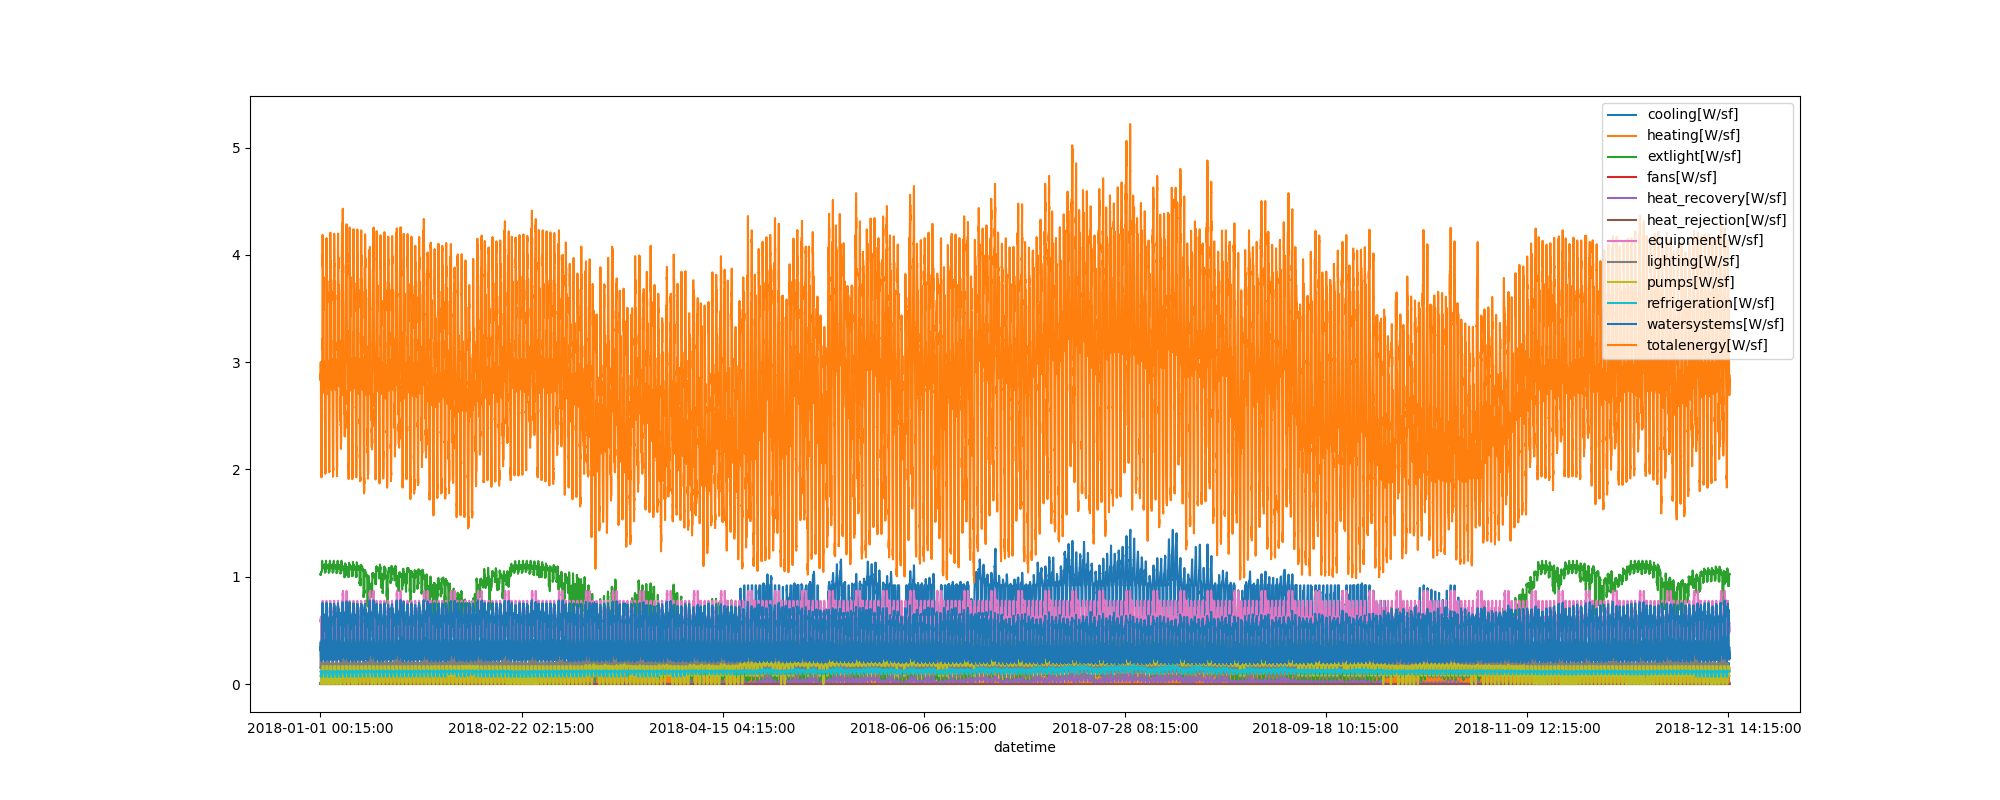 5
4
3
2
1
0
cooling[W/sf]
heating[W/sf]
extlight[W/sf]
fans[W/sf]
heat_recovery[W/sf]
heat_rejection[W/sf]
equipment[W/sf]
lighting[W/sf]
pumps[W/sf]
refrigeration[W/sf]
watersystems[W/sf]
totalenergy[W/sf]
2018-01-01 00:15:00 2018-02-22 02:15:00 2018-04-15 04:15:00 2018-06-06 06:15:00 2018-07-28 08:15:00 2018-09-18 10:15:00 2018-11-09 12:15:00 2018-12-31 14:15:00
datetime